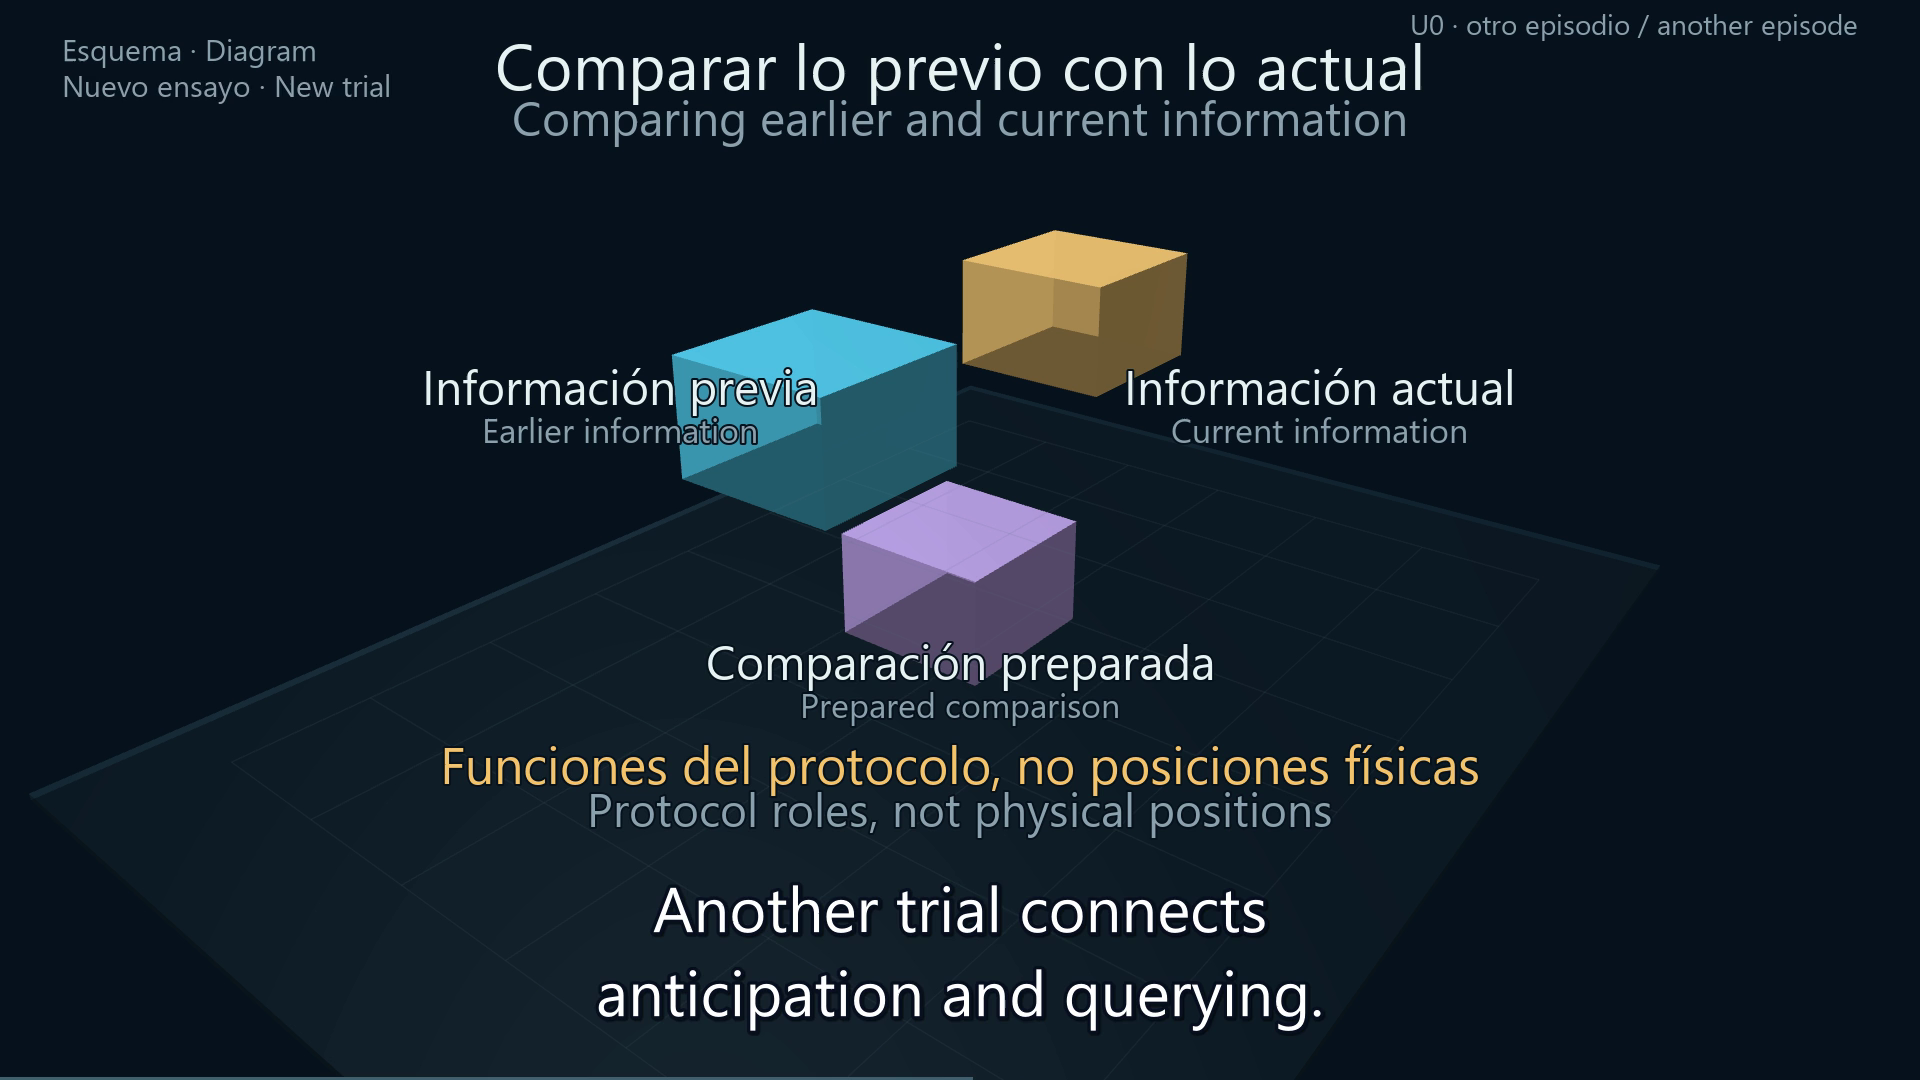 Esquema · Diagram
Nuevo ensayo · New trial
U0 · otro episodio / another episode
Comparar lo previo con lo actual
Comparing earlier and current information
Información previa
Earlier information
Información actual
Current information
Comparación preparada
Prepared comparison
Funciones del protocolo, no posiciones físicas
Protocol roles, not physical positions
Another trial connects
anticipation and querying.